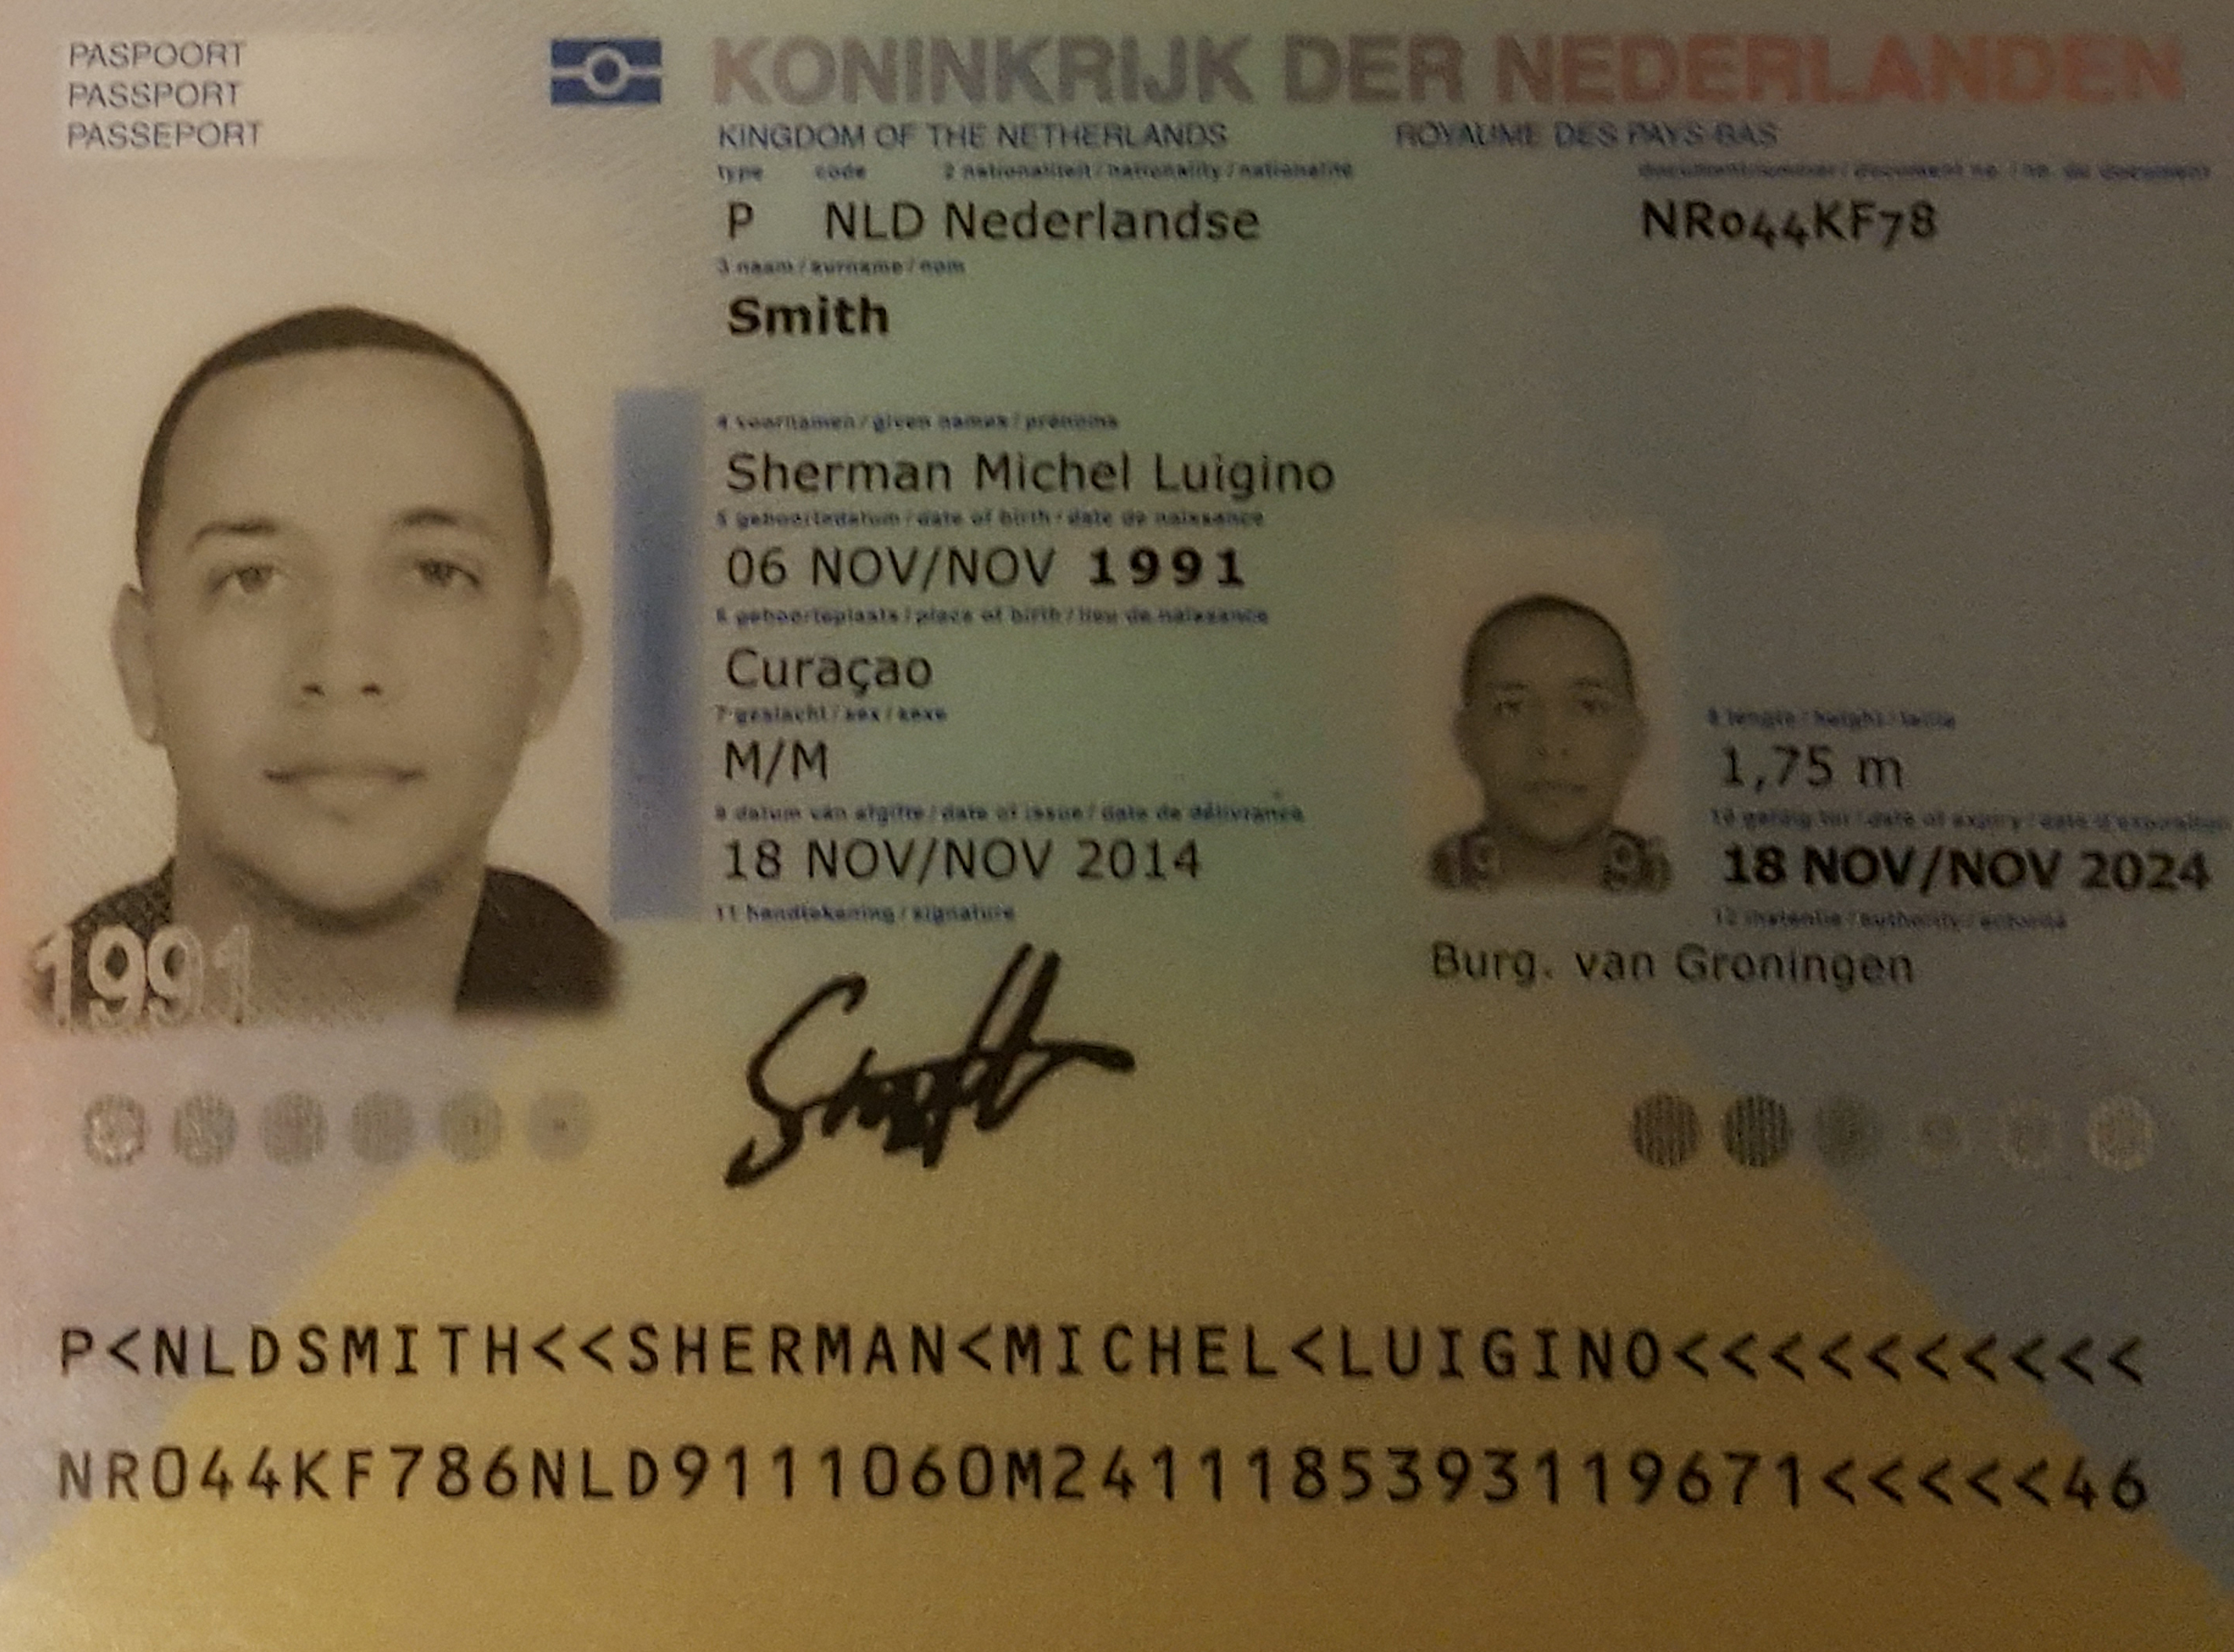 PASPOORT
PASSPORT
PASSEPORT
KONINKRIJK DER NEDERLANDEN
KINGDOM OF THE NETHERLANDS ROYAUME DES PAYS-BAS
type code 2 nationaliteit / nationality / nationalité documentnummer / document no. / no. du document
P NLD Nederlandse NR044KF78
3 naam / surname / nom
Smith
4 voornamen / given names / prénoms
Sherman Michel Luigino
5 geboortedatum / date of birth / date de naissance
06 NOV/NOV 1991
6 geboorteplaats / place of birth / lieu de naissance
Curaçao
7 geslacht / sex / sexe
M/M
8 lengte / height / taille
1,75 m
9 datum van afgifte / date of issue / date de délivrance
18 NOV/NOV 2014
10 geldig tot / date of expiry / date d'expiration
18 NOV/NOV 2024
11 handtekening / signature
12 instantie / authority / autorité
Burg. van Groningen
1991
19 9
Smith
P<NLDSMITH<<SHERMAN<MICHEL<LUIGINO<<<<<<<<<<
NR044KF786NLD9111060M2411185393119671<<<<<46